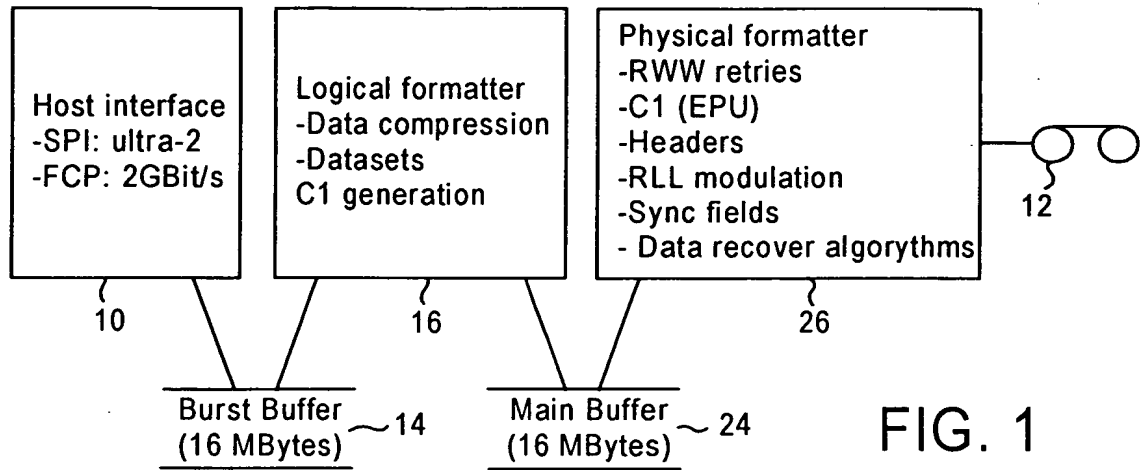 Host interface
-SPI: ultra-2
-FCP: 2GBit/s
10
Logical formatter
-Data compression
-Datasets
C1 generation
16
Physical formatter
-RWW retries
-C1 (EPU)
-Headers
-RLL modulation
-Sync fields
- Data recover algorythms
26
12
Burst Buffer
(16 MBytes)
14
Main Buffer
(16 MBytes)
24
FIG. 1